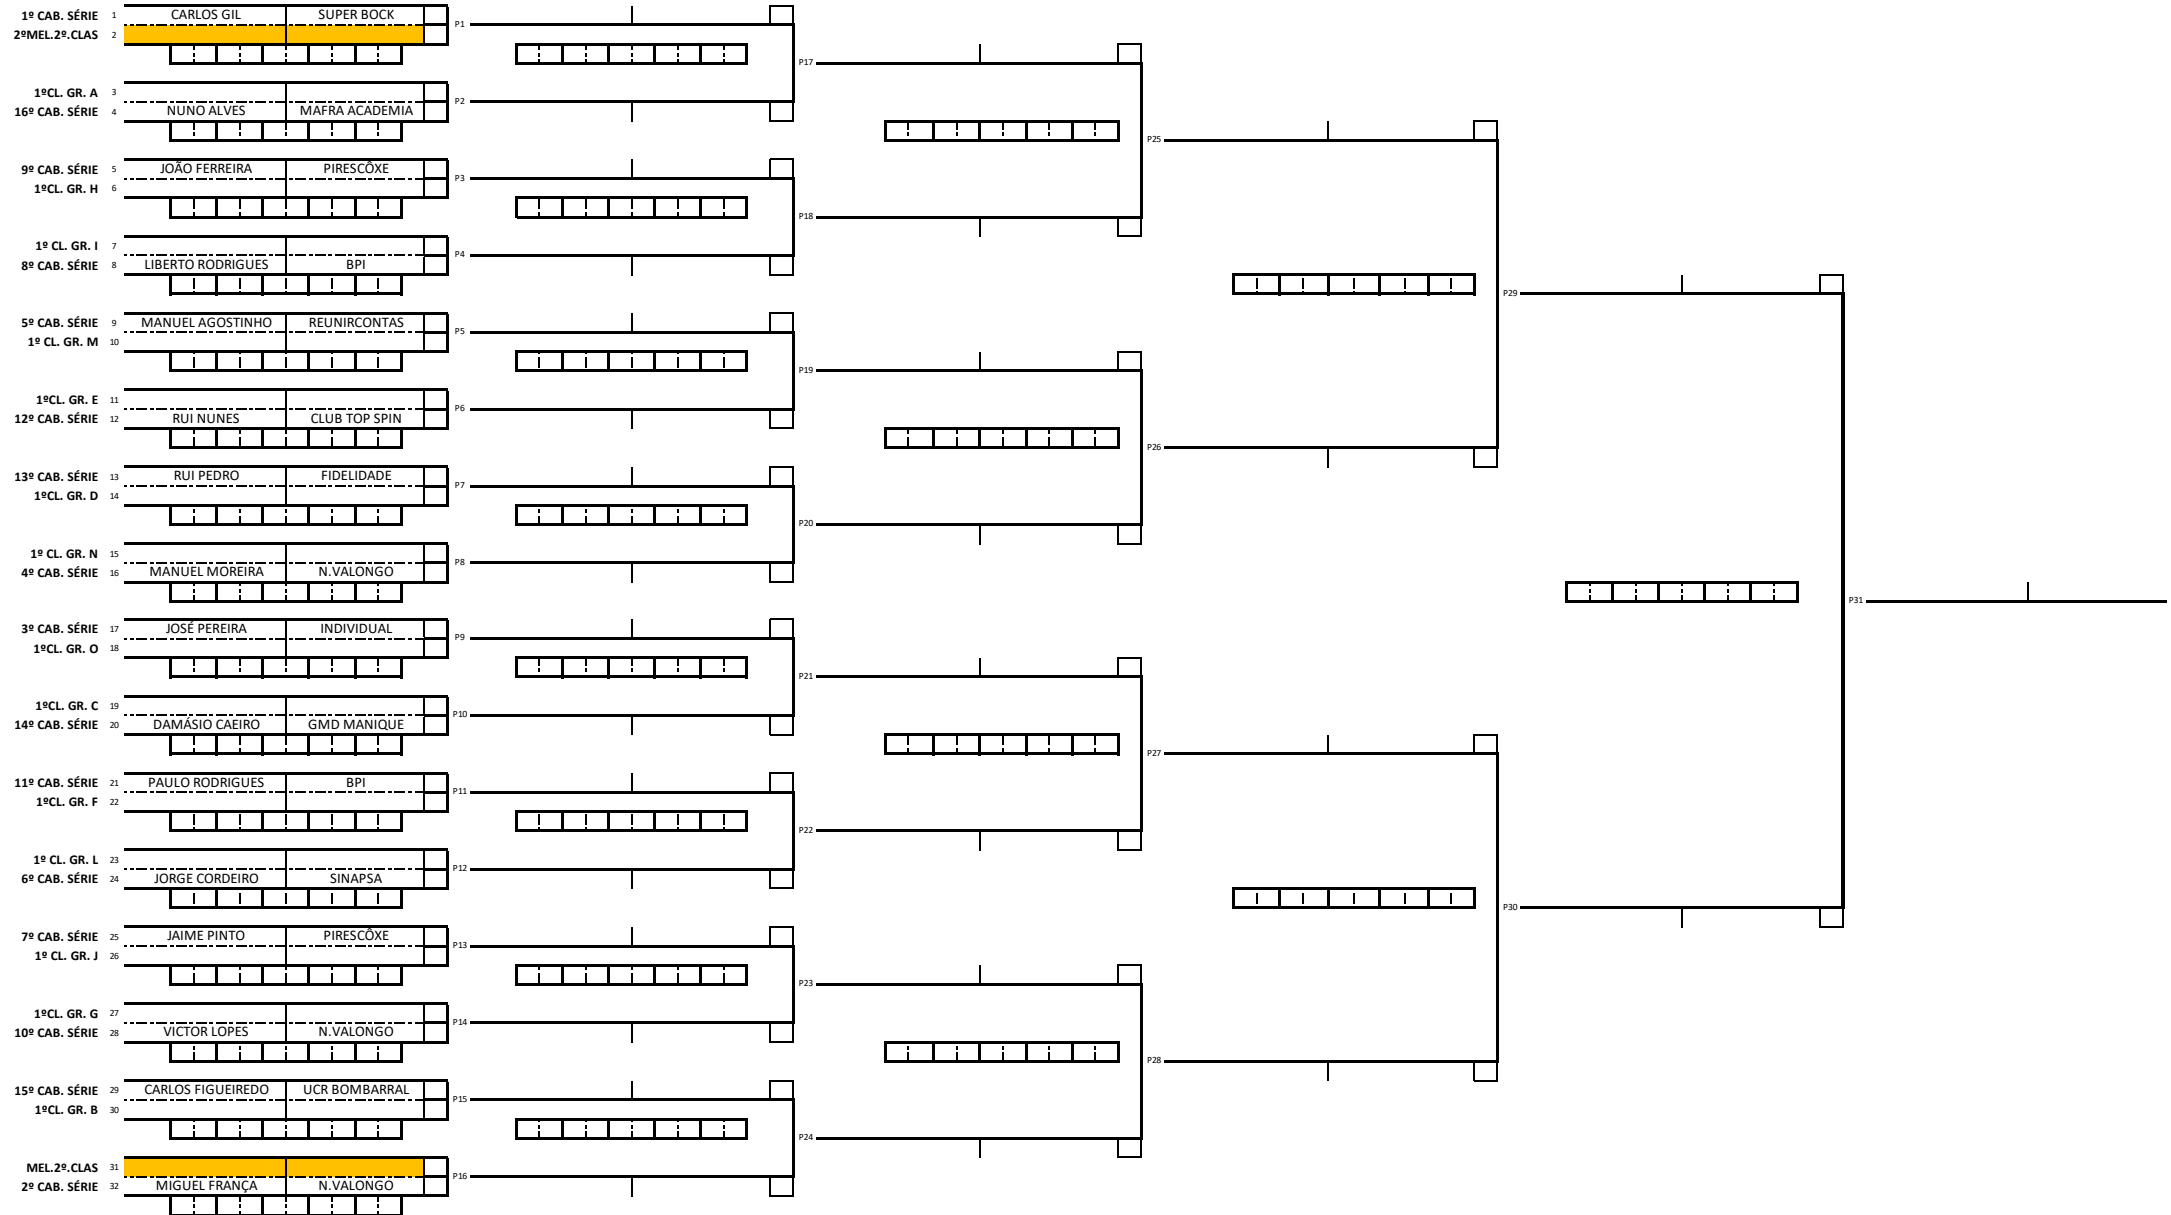 1º CAB. SÉRIE 1 CARLOS GIL SUPER BOCK
P1
2ºMEL.2º.CLAS 2
P17
1ºCL. GR. A 3
P2
16º CAB. SÉRIE 4 NUNO ALVES MAFRA ACADEMIA
P25
9º CAB. SÉRIE 5 JOÃO FERREIRA PIRESCÔXE
P3
1ºCL. GR. H 6
P18
1º CL. GR. I 7
P4
8º CAB. SÉRIE 8 LIBERTO RODRIGUES BPI
P29
5º CAB. SÉRIE 9 MANUEL AGOSTINHO REUNIRCONTAS
P5
1º CL. GR. M 10
P19
1ºCL. GR. E 11
P6
12º CAB. SÉRIE 12 RUI NUNES CLUB TOP SPIN
P26
13º CAB. SÉRIE 13 RUI PEDRO FIDELIDADE
P7
1ºCL. GR. D 14
P20
1º CL. GR. N 15
P8
4º CAB. SÉRIE 16 MANUEL MOREIRA N.VALONGO
P31
3º CAB. SÉRIE 17 JOSÉ PEREIRA INDIVIDUAL
P9
1ºCL. GR. O 18
P21
1ºCL. GR. C 19
P10
14º CAB. SÉRIE 20 DAMÁSIO CAEIRO GMD MANIQUE
P27
11º CAB. SÉRIE 21 PAULO RODRIGUES BPI
P11
1ºCL. GR. F 22
P22
1º CL. GR. L 23
P12
6º CAB. SÉRIE 24 JORGE CORDEIRO SINAPSA
P30
7º CAB. SÉRIE 25 JAIME PINTO PIRESCÔXE
P13
1º CL. GR. J 26
P23
1ºCL. GR. G 27
P14
10º CAB. SÉRIE 28 VICTOR LOPES N.VALONGO
P28
15º CAB. SÉRIE 29 CARLOS FIGUEIREDO UCR BOMBARRAL
P15
1ºCL. GR. B 30
P24
MEL.2º.CLAS 31
P16
2º CAB. SÉRIE 32 MIGUEL FRANÇA N.VALONGO